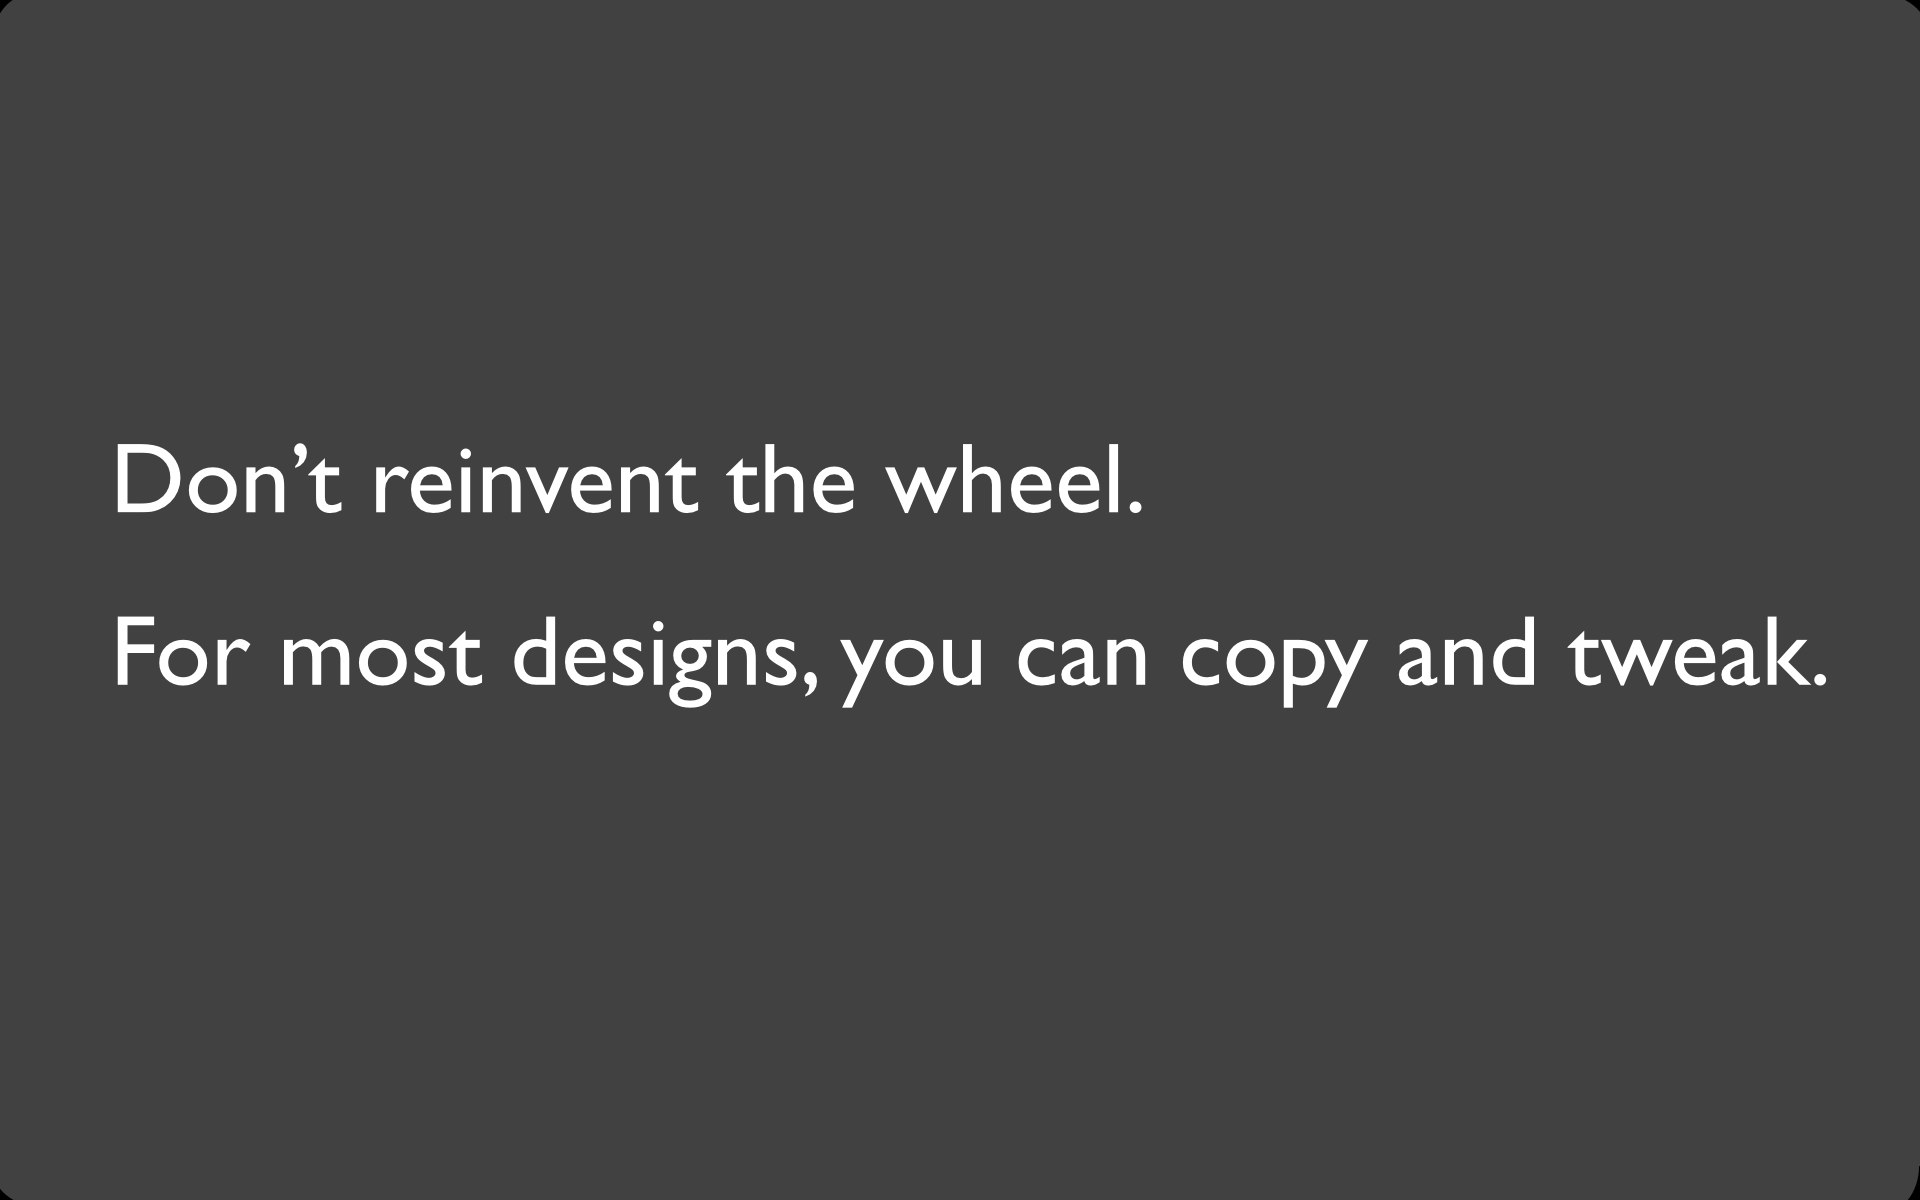 Don’t reinvent the wheel.
For most designs, you can copy and tweak.